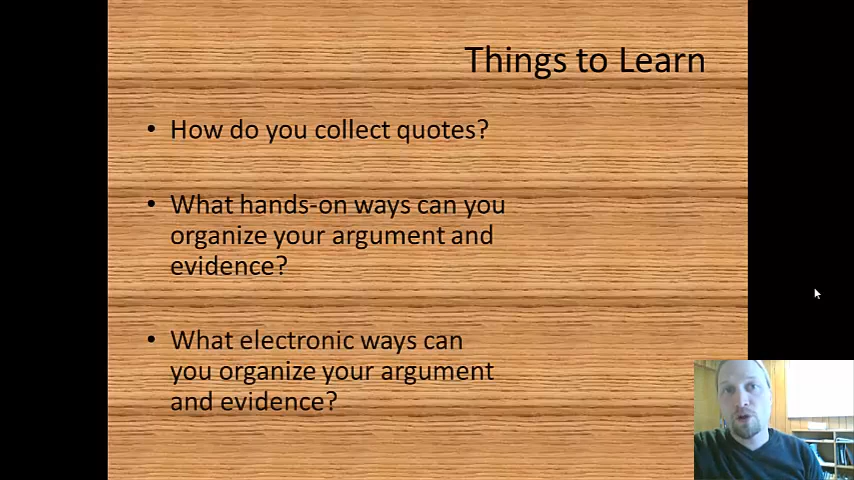 Things to Learn
• How do you collect quotes?
• What hands-on ways can you
organize your argument and
evidence?
• What electronic ways can
you organize your argument
and evidence?